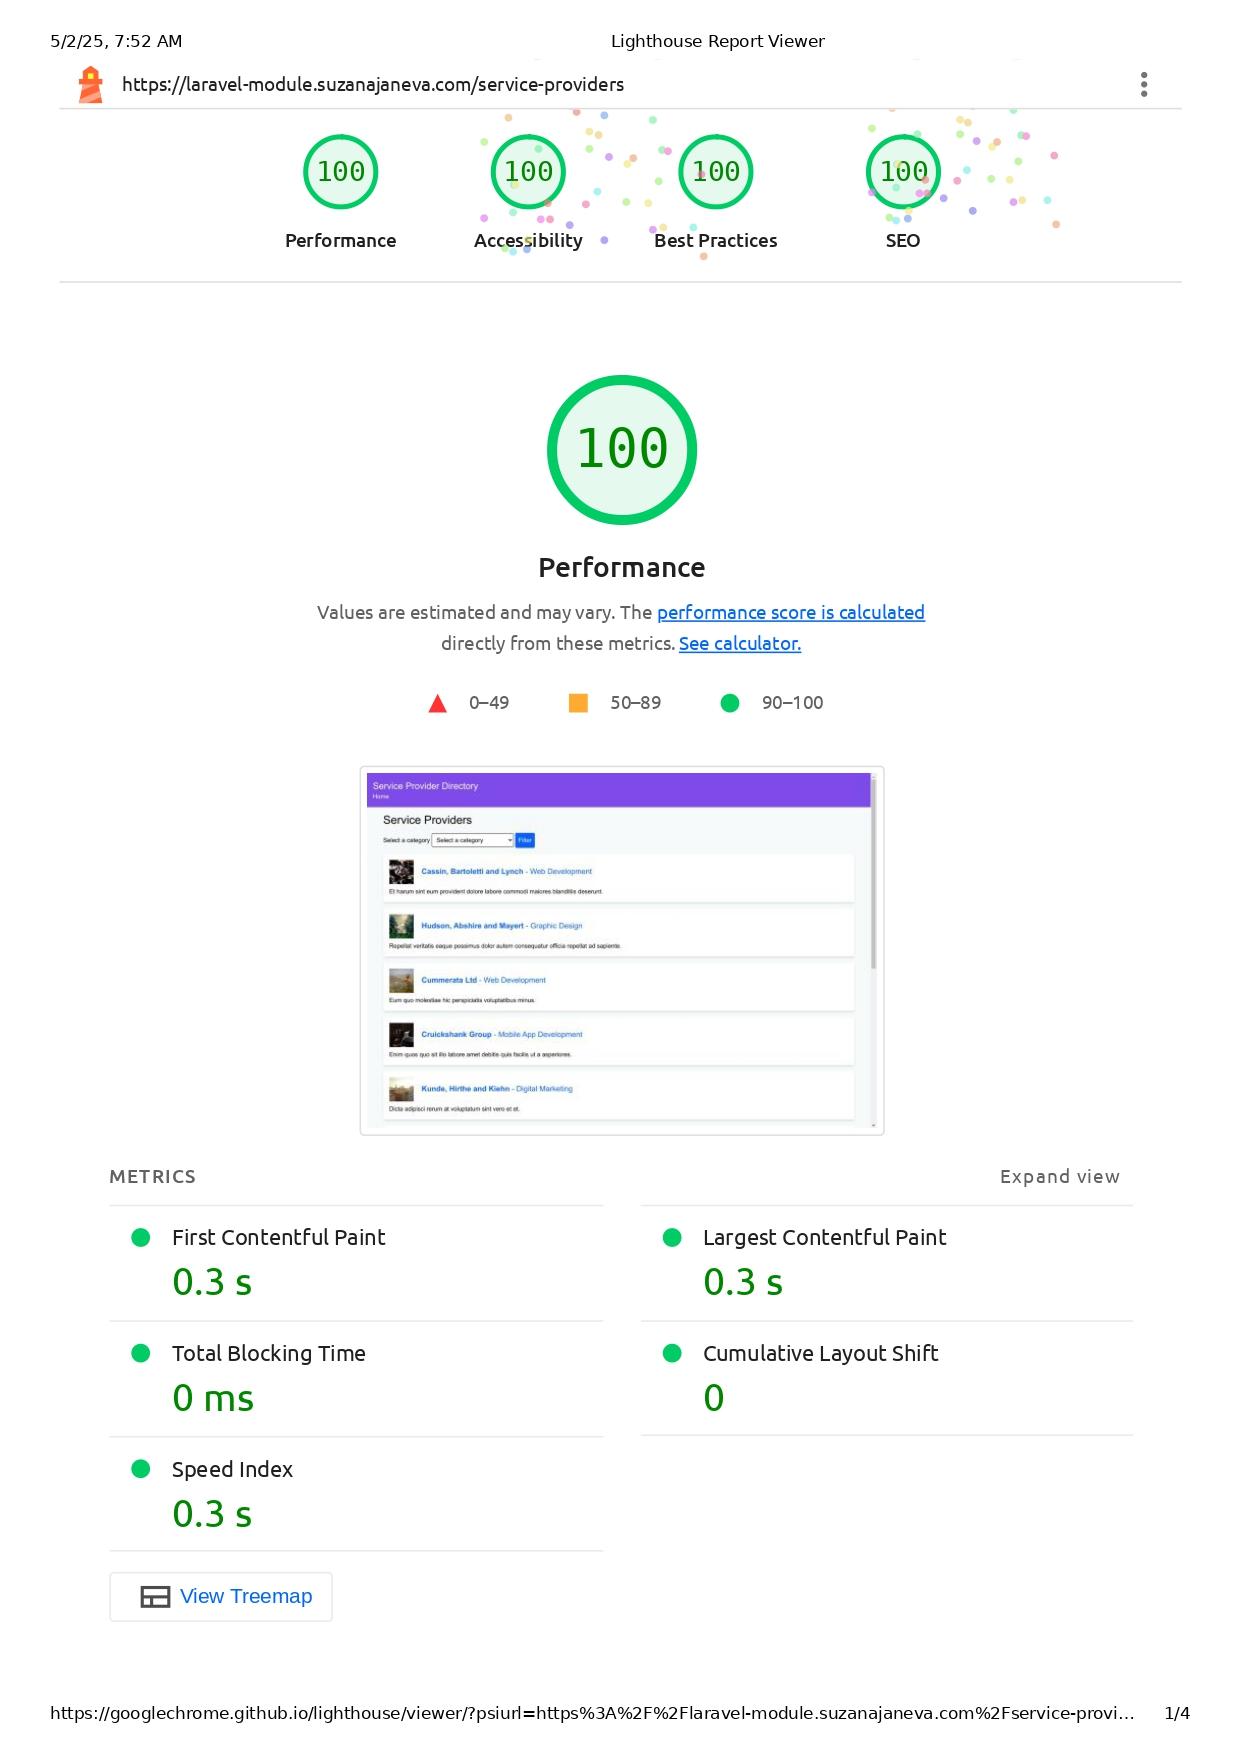 5/2/25, 7:52 AM
Lighthouse Report Viewer
https://laravel-module.suzanajaneva.com/service-providers
100
100
100
100
Performance
Accessibility
Best Practices
SEO
100
Performance
Values are estimated and may vary. The performance score is calculated
directly from these metrics. See calculator.
0–49
50–89
90–100
Service Provider Directory
Home
Service Providers
Select a category
Select a category
Filter
Cassin, Bartoletti and Lynch - Web Development
Et harum sint eum provident dolore labore commodi maiores blanditiis deserunt.
Hudson, Abshire and Mayert - Graphic Design
Repellat veritatis eaque possimus dolor autem consequatur officia repellat ad sapiente.
Cummerata Ltd - Web Development
Eum quo molestiae hic perspiciatis voluptatibus minus.
Cruickshank Group - Mobile App Development
Enim quos quo sit illo labore amet debitis quis facilis ut a asperiores.
Kunde, Hirthe and Kiehn - Digital Marketing
Dicta adipisci rerum at voluptatum sint vero et et.
METRICS
Expand view
First Contentful Paint
0.3 s
Largest Contentful Paint
0.3 s
Total Blocking Time
0 ms
Cumulative Layout Shift
0
Speed Index
0.3 s
View Treemap
https://googlechrome.github.io/lighthouse/viewer/?psiurl=https%3A%2F%2Flaravel-module.suzanajaneva.com%2Fservice-provi…
1/4